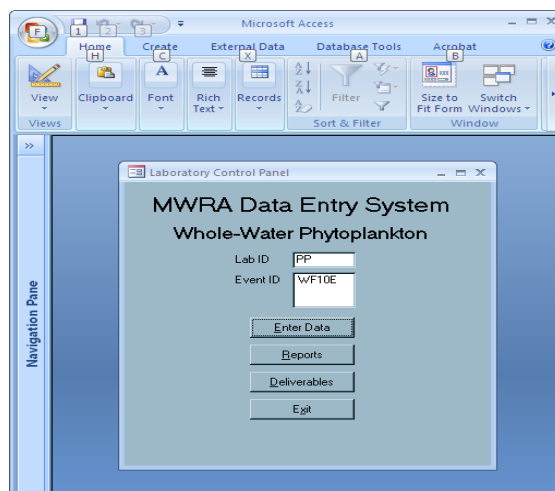 Microsoft Access
F 1 2 3
Home Create External Data Database Tools Acrobat
H C X A B
View Clipboard Font Rich Text Records Filter Size to Fit Form Switch Windows
Views Sort & Filter Window
»
Navigation Pane
Laboratory Control Panel
MWRA Data Entry System
Whole-Water Phytoplankton
Lab ID PP
Event ID WF10E
Enter Data
Reports
Deliverables
Exit